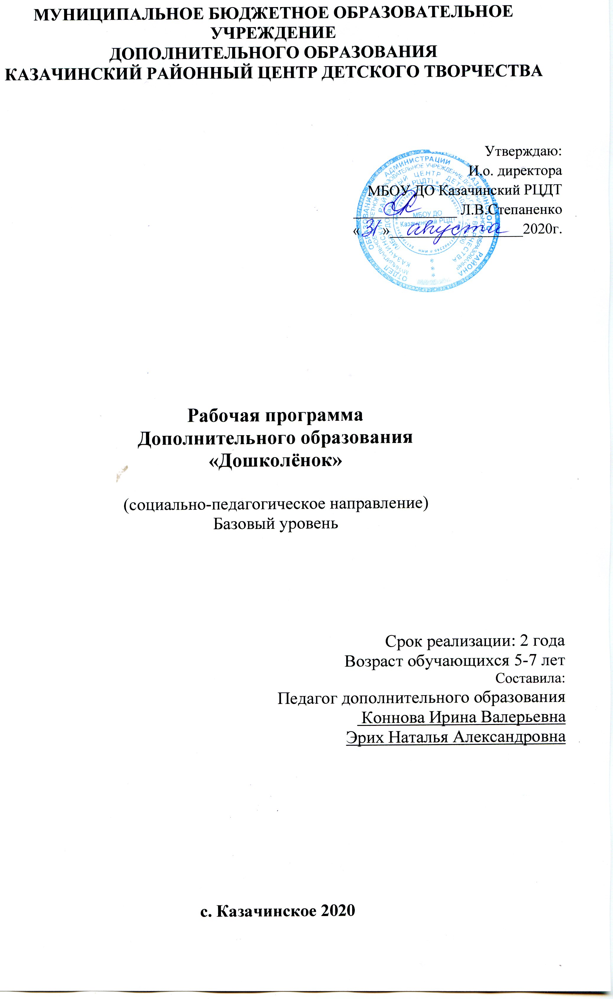 МУНИЦИПАЛЬНОЕ БЮДЖЕТНОЕ ОБРАЗОВАТЕЛЬНОЕ
УЧРЕЖДЕНИЕ
ДОПОЛНИТЕЛЬНОГО ОБРАЗОВАНИЯ
КАЗАЧИНСКИЙ РАЙОННЫЙ ЦЕНТР ДЕТСКОГО ТВОРЧЕСТВА
Утверждаю:
И.о. директора
МБОУ ДО Казачинский РЦДТ
Л.В.Степаненко
«31» августа 2020г.
МБОУ ДО
Казачинский РЦДТ
Рабочая программа
Дополнительного образования
«Дошколёнок»
(социально-педагогическое направление)
Базовый уровень
Срок реализации: 2 года
Возраст обучающихся 5-7 лет
Составила:
Педагог дополнительного образования
Коннова Ирина Валерьевна
Эрих Наталья Александровна
с. Казачинское 2020